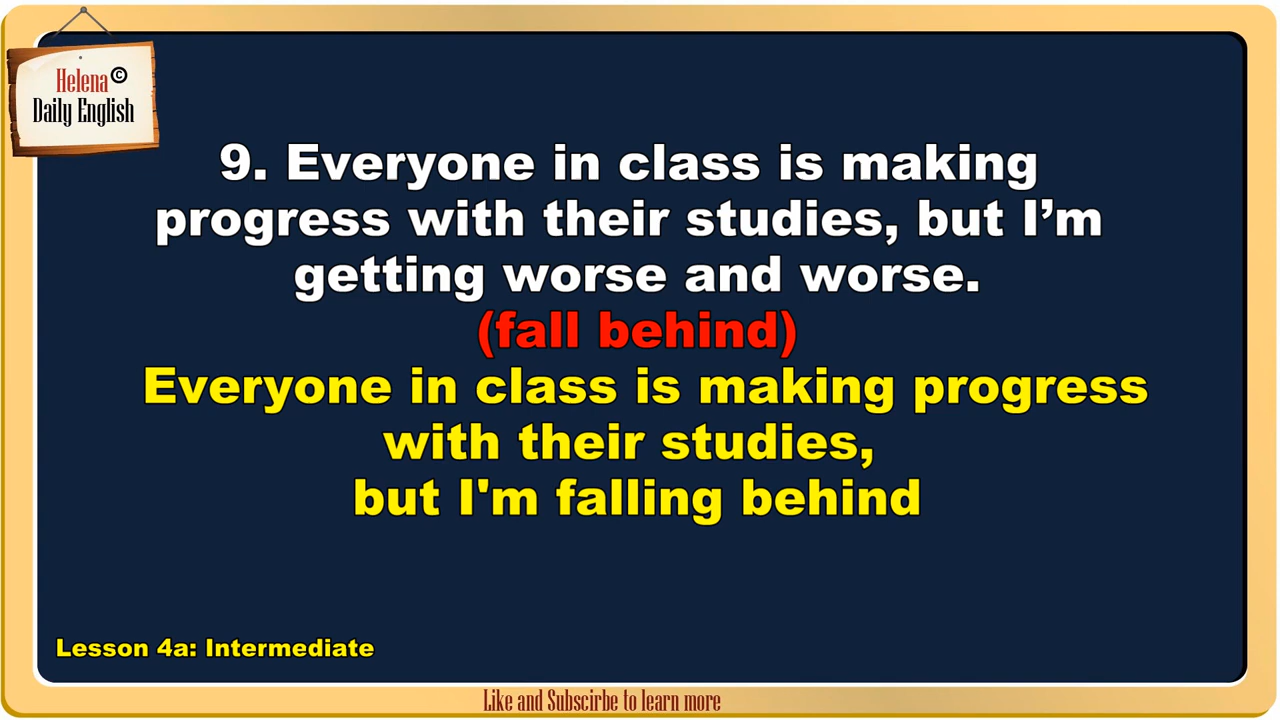 Helena ©
Daily English
9. Everyone in class is making
progress with their studies, but I’m
getting worse and worse.
(fall behind)
Everyone in class is making progress
with their studies,
but I'm falling behind
Lesson 4a: Intermediate
Like and Subscirbe to learn more